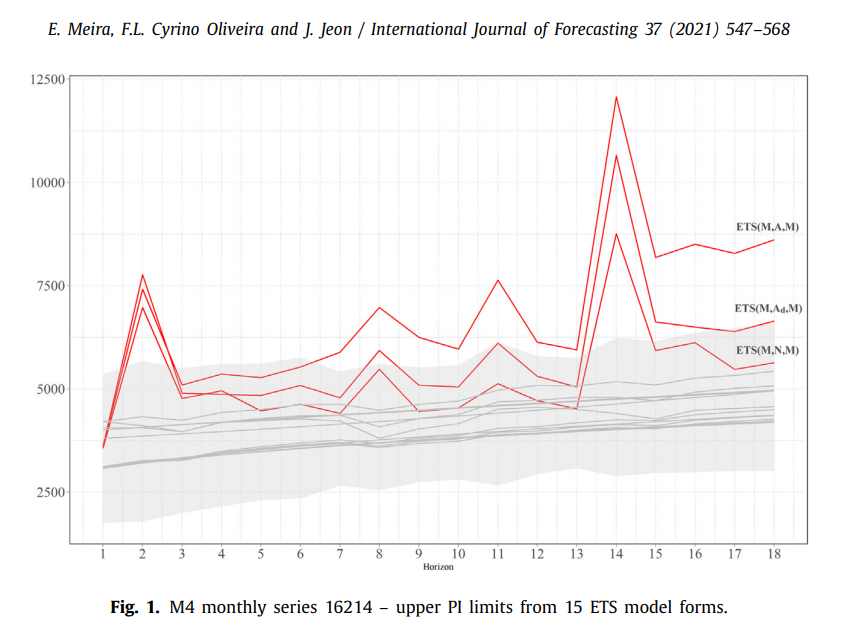 E. Meira, F.L. Cyrino Oliveira and J. Jeon / International Journal of Forecasting 37 (2021) 547–568
12500
10000
ETS(M,A,M)
7500
ETS(M,Ad,M)
ETS(M,N,M)
5000
2500
1 2 3 4 5 6 7 8 9 10 11 12 13 14 15 16 17 18
Horizon
Fig. 1. M4 monthly series 16214 – upper PI limits from 15 ETS model forms.